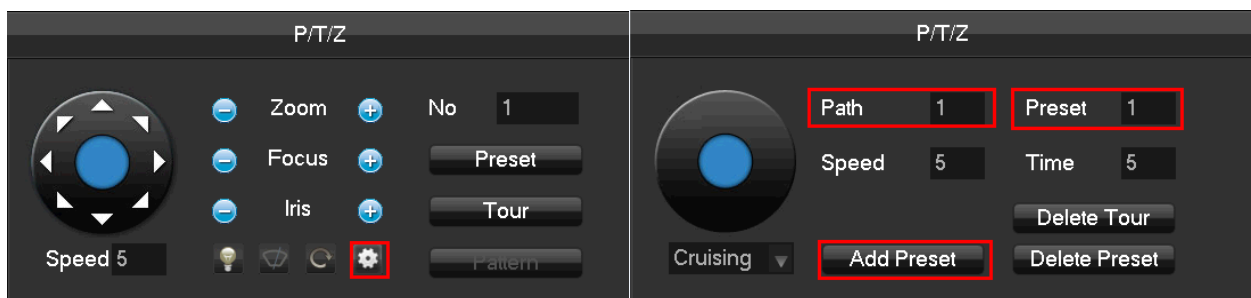 P/T/Z
Zoom No 1
Focus Preset
Iris Tour
Speed 5 Pattern
P/T/Z
Path 1 Preset 1
Speed 5 Time 5
Delete Tour
Cruising Add Preset Delete Preset